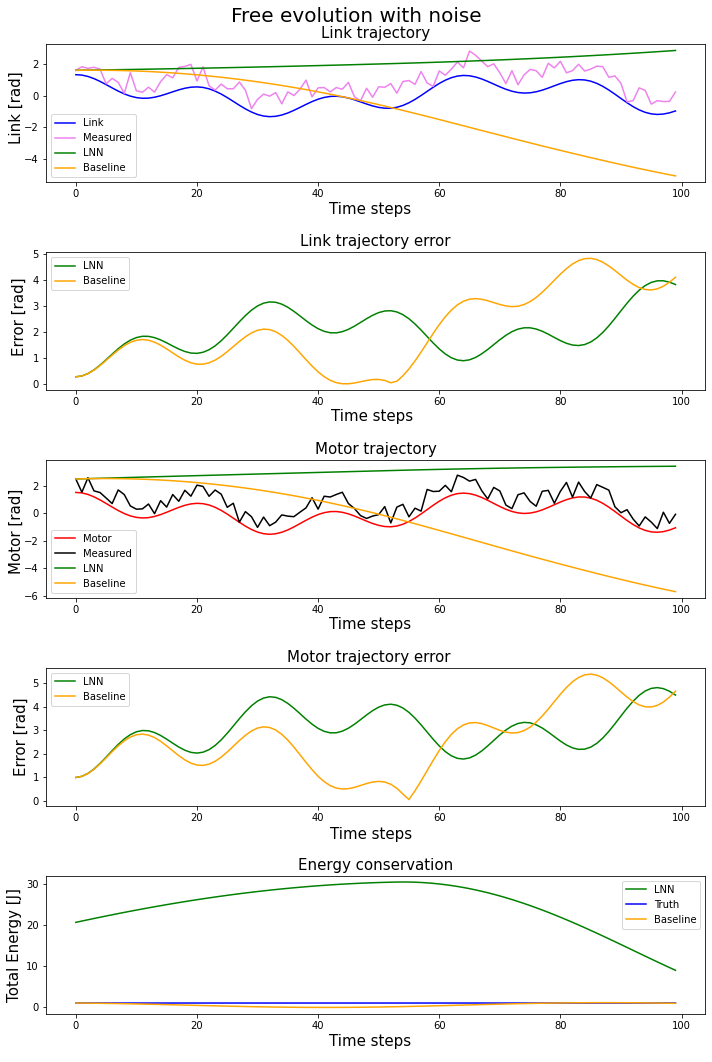 Free evolution with noise
Link trajectory
Link [rad]
2
0
−2
−4
Link
Measured
LNN
Baseline
0 20 40 60 80 100
Time steps
Link trajectory error
Error [rad]
5
4
3
2
1
0
LNN
Baseline
0 20 40 60 80 100
Time steps
Motor trajectory
Motor [rad]
2
0
−2
−4
−6
Motor
Measured
LNN
Baseline
0 20 40 60 80 100
Time steps
Motor trajectory error
Error [rad]
5
4
3
2
1
0
LNN
Baseline
0 20 40 60 80 100
Time steps
Energy conservation
Total Energy [J]
30
20
10
0
LNN
Truth
Baseline
0 20 40 60 80 100
Time steps